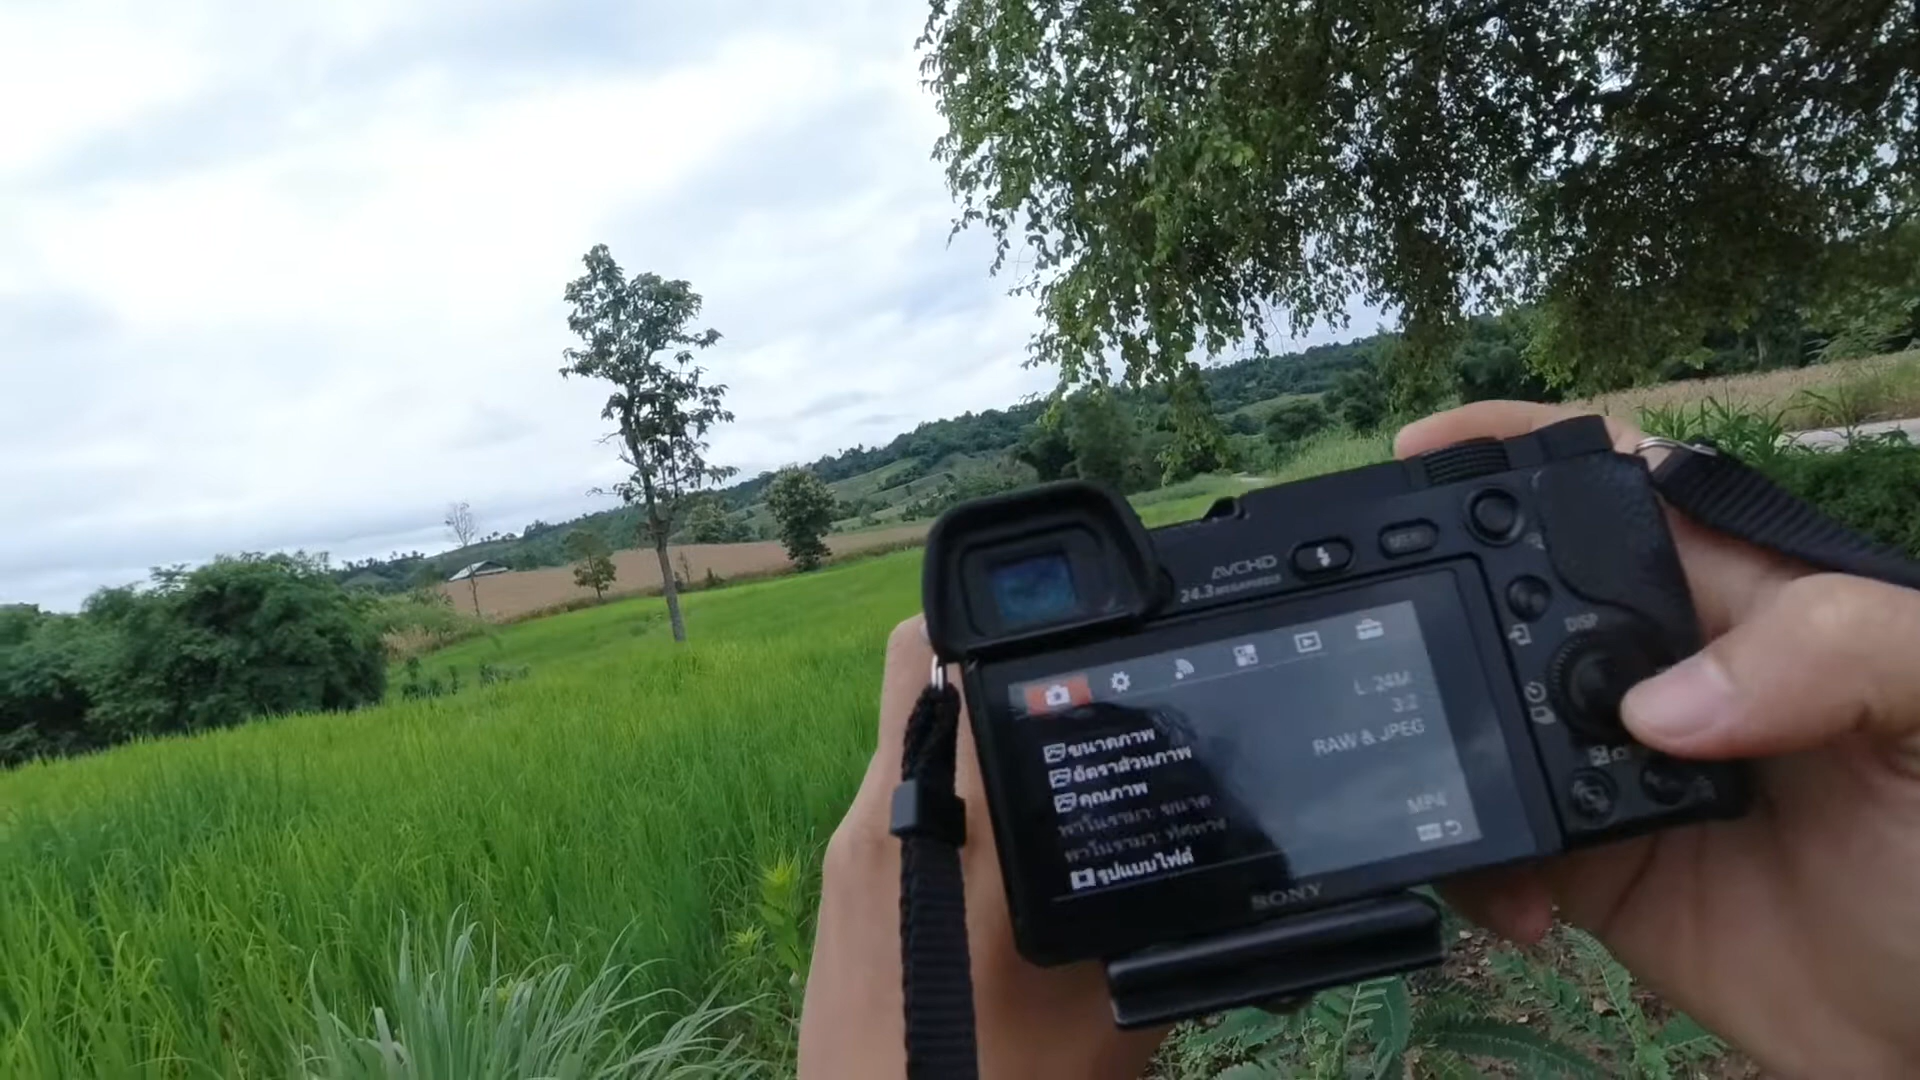 AVCHD
24.3 MEGAPIXELS
MENU
DISP
L: 24M
3:2
RAW & JPEG
ขนาดภาพ
อัตราส่วนภาพ
คุณภาพ
พาโนรามา: ขนาด
พาโนรามา: ทิศทาง
รูปแบบไฟล์
MP4
SONY